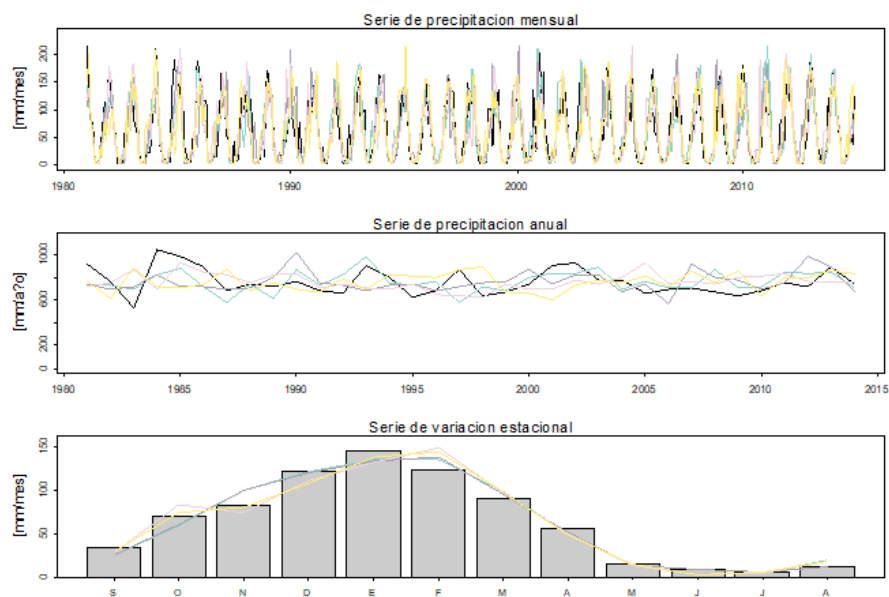 Serie de precipitacion mensual
[mm/mes]
200
150
100
50
0
1980 1990 2000 2010
Serie de precipitacion anual
[mm/a?o]
1000
600
200
0
1980 1985 1990 1995 2000 2005 2010 2015
Serie de variacion estacional
[mm/mes]
150
100
50
0
S O N D E F M A M J J A